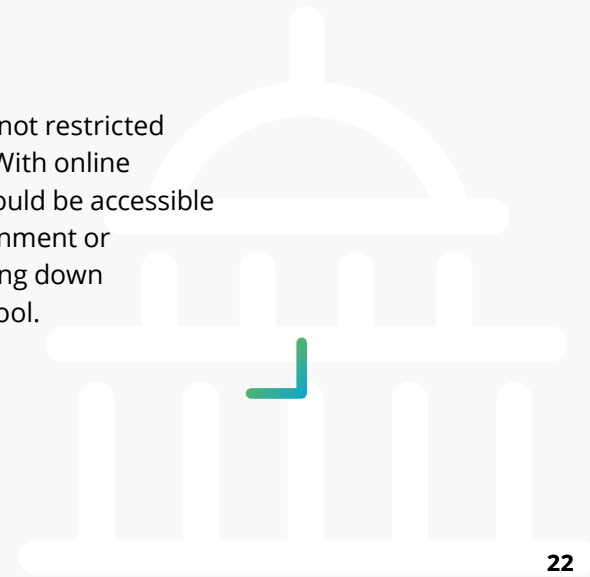 not restricted
With online
ould be accessible
nment or
ng down
ool.
22